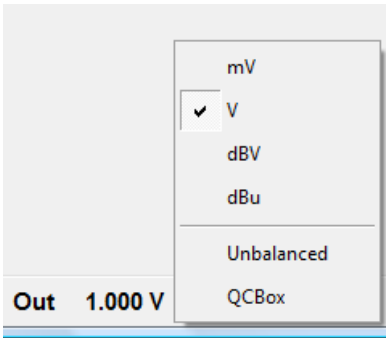 mV
V
dBV
dBu
Unbalanced
QCBox
Out 1.000 V